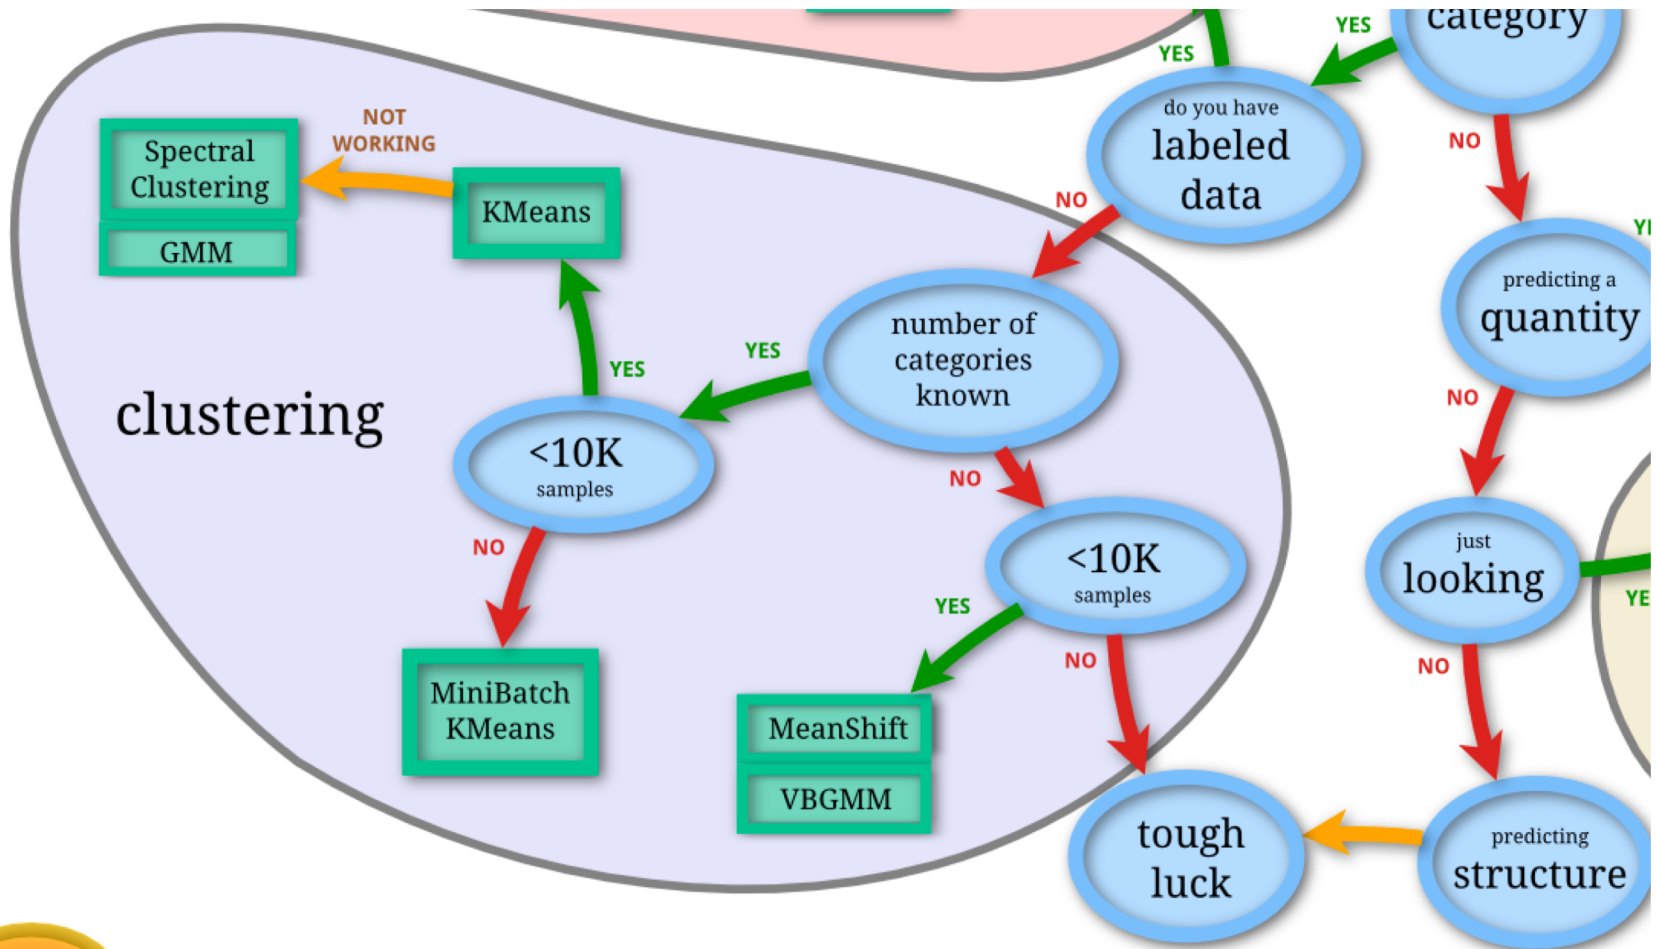 category
YES
YES
do you have
labeled
data
NO
NO
NOT
WORKING
Spectral
Clustering
GMM
KMeans
predicting a
quantity
number of
categories
known
YES
YES
NO
clustering
<10K
samples
NO
NO
<10K
samples
YES
NO
just
looking
NO
MiniBatch
KMeans
MeanShift
VBGMM
tough
luck
predicting
structure